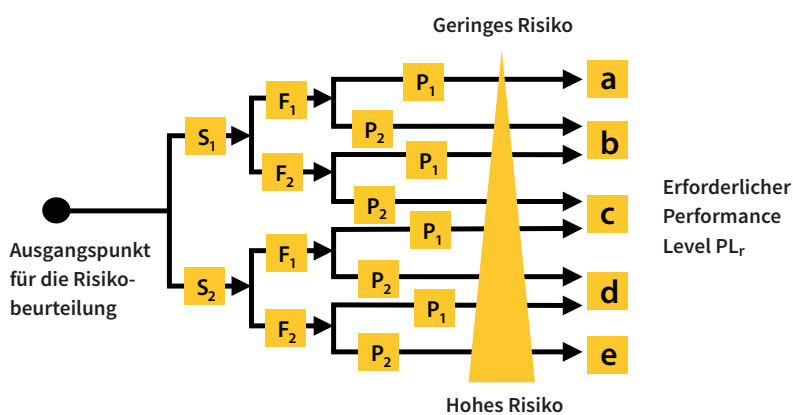 Geringes Risiko
P₁
a
F₁
P₂
b
S₁
P₁
F₂
P₂
c
Erforderlicher
Performance
Level PLᵣ
Ausgangspunkt
für die Risiko-
beurteilung
P₁
F₁
P₂
d
S₂
P₁
F₂
P₂
e
Hohes Risiko